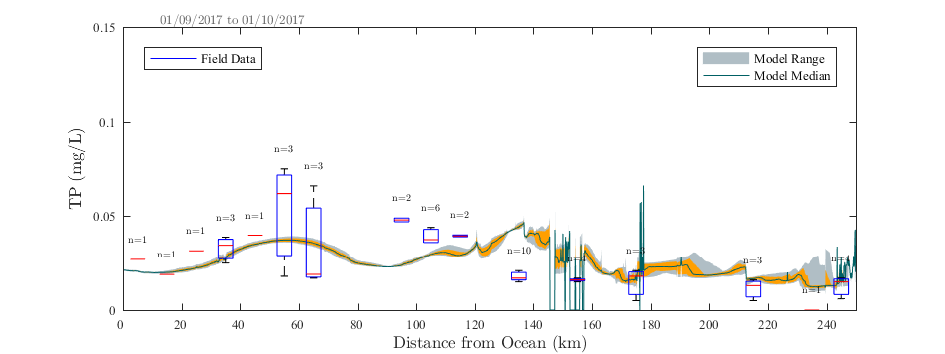 01/09/2017 to 01/10/2017
0.15
Field Data
Model Range
Model Median
0.1
TP (mg/L)
n=3
n=3
n=2
n=6
n=2
n=1
n=3
n=1
n=1
n=1
0.05
n=10
n=3
n=3
n=1
0
0 20 40 60 80 100 120 140 160 180 200 220 240
Distance from Ocean (km)